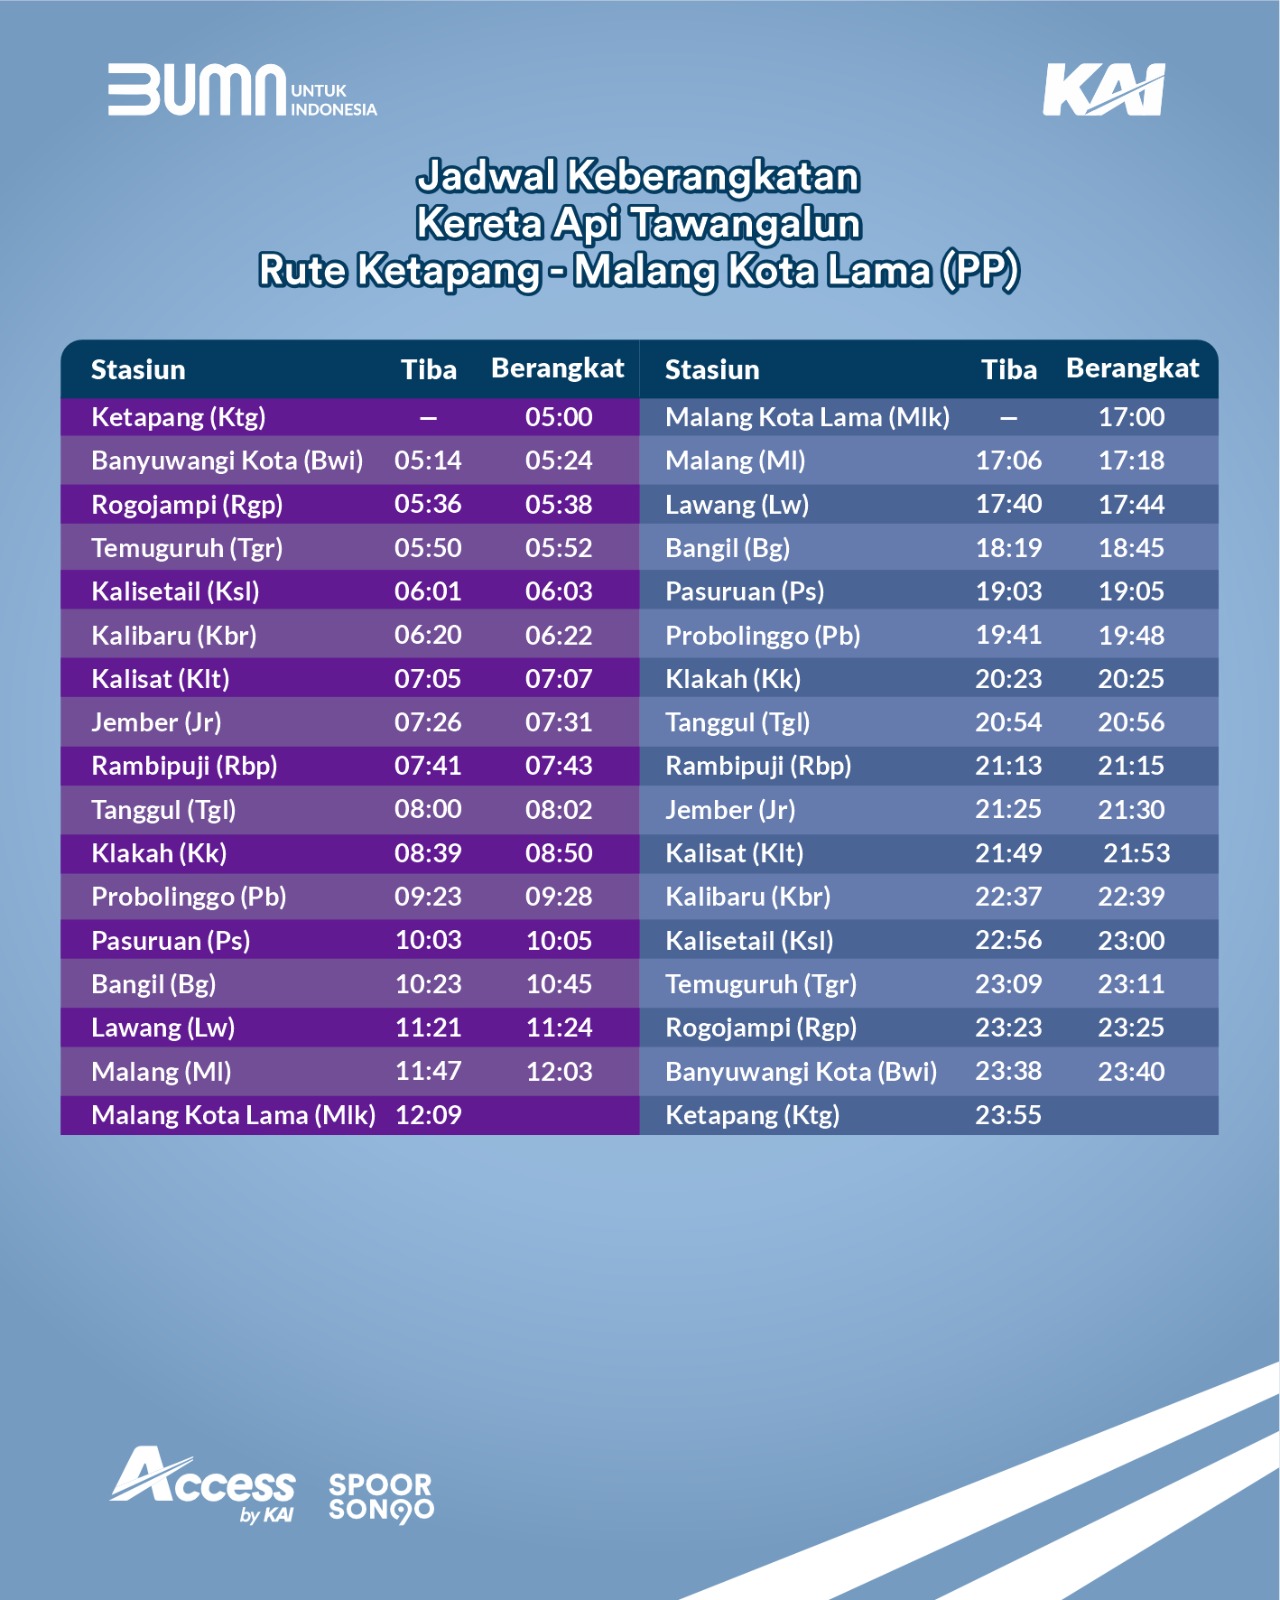 BUMN UNTUK
INDONESIA
KAI
Jadwal Keberangkatan
Kereta Api Tawangalun
Rute Ketapang - Malang Kota Lama (PP)
Stasiun Tiba Berangkat Stasiun Tiba Berangkat
Ketapang (Ktg) — 05:00 Malang Kota Lama (Mlk) — 17:00
Banyuwangi Kota (Bwi) 05:14 05:24 Malang (Ml) 17:06 17:18
Rogojampi (Rgp) 05:36 05:38 Lawang (Lw) 17:40 17:44
Temuguruh (Tgr) 05:50 05:52 Bangil (Bg) 18:19 18:45
Kalisetail (Ksl) 06:01 06:03 Pasuruan (Ps) 19:03 19:05
Kalibaru (Kbr) 06:20 06:22 Probolinggo (Pb) 19:41 19:48
Kalisat (Klt) 07:05 07:07 Klakah (Kk) 20:23 20:25
Jember (Jr) 07:26 07:31 Tanggul (Tgl) 20:54 20:56
Rambipuji (Rbp) 07:41 07:43 Rambipuji (Rbp) 21:13 21:15
Tanggul (Tgl) 08:00 08:02 Jember (Jr) 21:25 21:30
Klakah (Kk) 08:39 08:50 Kalisat (Klt) 21:49 21:53
Probolinggo (Pb) 09:23 09:28 Kalibaru (Kbr) 22:37 22:39
Pasuruan (Ps) 10:03 10:05 Kalisetail (Ksl) 22:56 23:00
Bangil (Bg) 10:23 10:45 Temuguruh (Tgr) 23:09 23:11
Lawang (Lw) 11:21 11:24 Rogojampi (Rgp) 23:23 23:25
Malang (Ml) 11:47 12:03 Banyuwangi Kota (Bwi) 23:38 23:40
Malang Kota Lama (Mlk) 12:09 Ketapang (Ktg) 23:55
Access
by KAI
SPOOR
SONGO